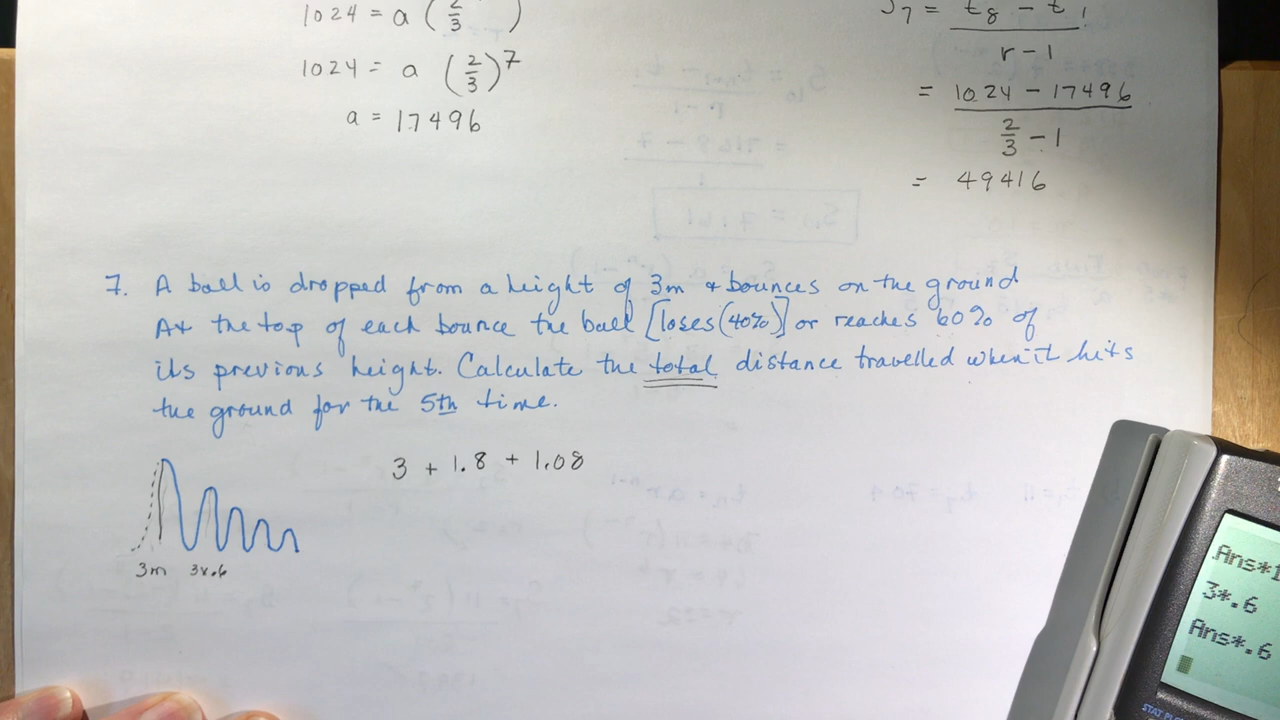 1024 = a (2/3)
1024 = a (2/3)^7
a = 17496
S7 = t8 - t1
r - 1
= 1024 - 17496
2/3 - 1
= 49416
7. A ball is dropped from a height of 3m & bounces on the ground
At the top of each bounce the ball [loses (40%)] or reaches 60% of
its previous height. Calculate the total distance travelled when it hits
the ground for the 5th time.
3 + 1.8 + 1.08
3m 3x.6
Ans*1
3*.6
Ans*.6